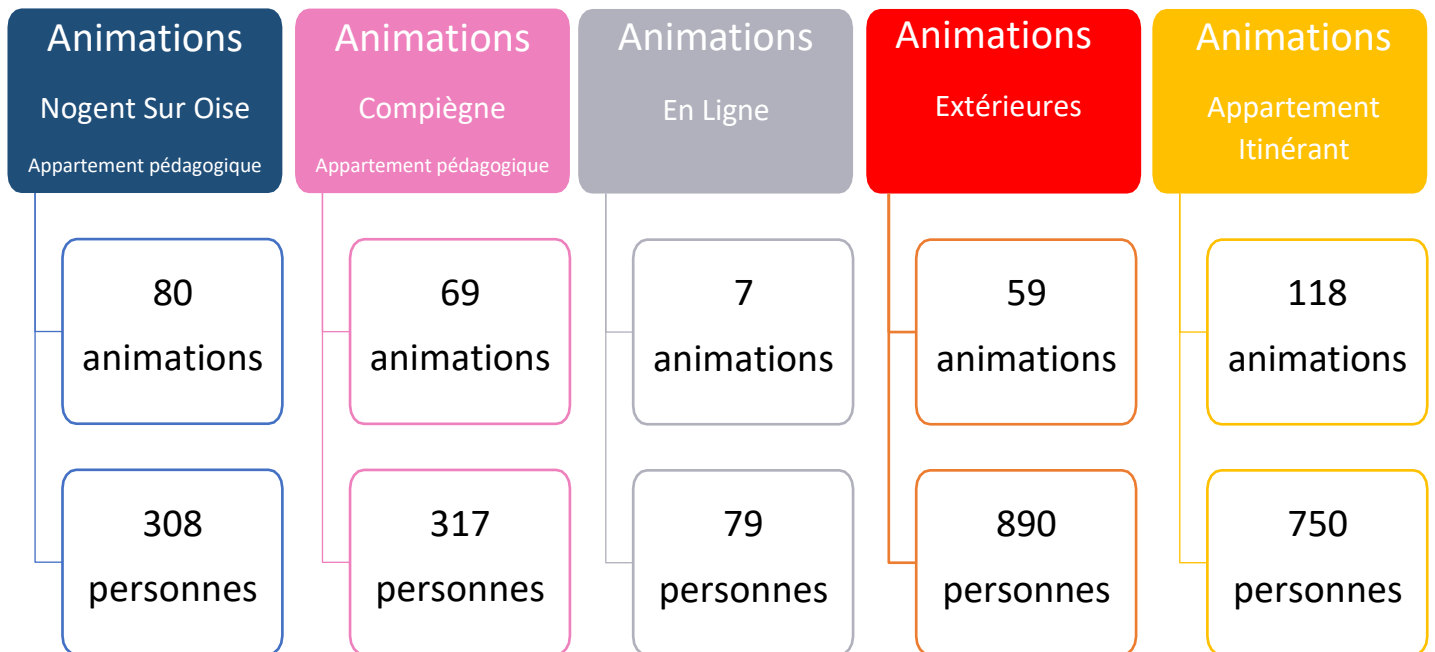 Animations
Nogent Sur Oise
Appartement pédagogique
80
animations
308
personnes
Animations
Compiègne
Appartement pédagogique
69
animations
317
personnes
Animations
En Ligne
7
animations
79
personnes
Animations
Extérieures
59
animations
890
personnes
Animations
Appartement
Itinérant
118
animations
750
personnes